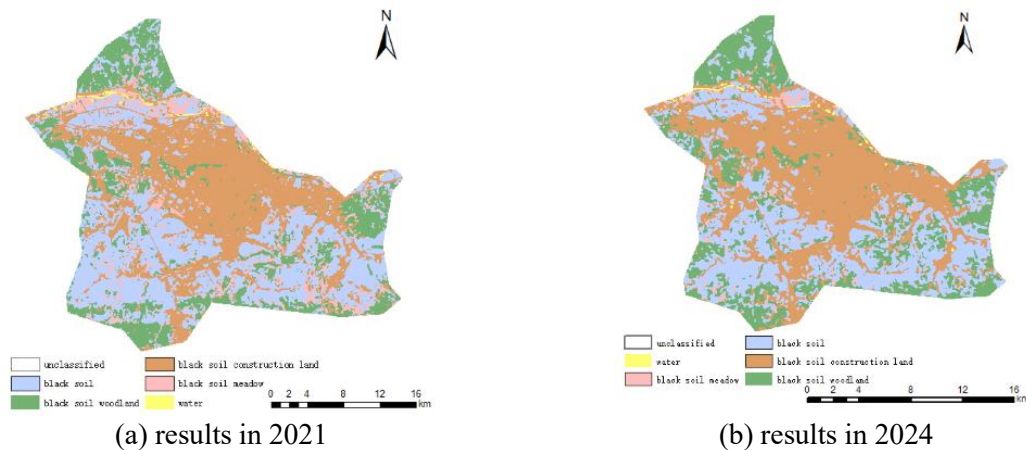 N
N
unclassified
black soil construction land
black soil
black soil meadow
black soil woodland
water
0 2 4 8 12 16
km
unclassified
black soil
water
black soil construction land
black soil meadow
black soil woodland
0 2 4 8 12 16
km
(a) results in 2021
(b) results in 2024